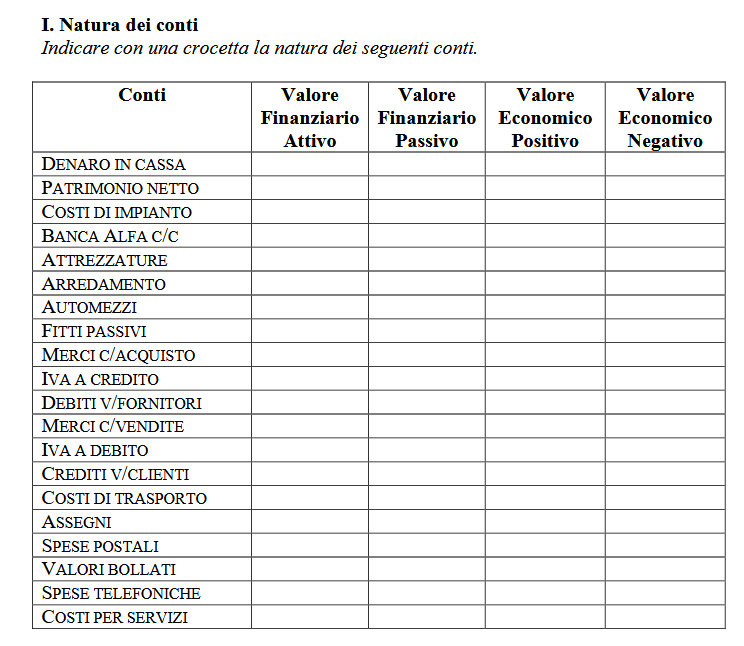 I. Natura dei conti
Indicare con una crocetta la natura dei seguenti conti.
Conti Valore Finanziario Attivo Valore Finanziario Passivo Valore Economico Positivo Valore Economico Negativo
DENARO IN CASSA
PATRIMONIO NETTO
COSTI DI IMPIANTO
BANCA ALFA C/C
ATTREZZATURE
ARREDAMENTO
AUTOMEZZI
FITTI PASSIVI
MERCI C/ACQUISTO
IVA A CREDITO
DEBITI V/FORNITORI
MERCI C/VENDITE
IVA A DEBITO
CREDITI V/CLIENTI
COSTI DI TRASPORTO
ASSEGNI
SPESE POSTALI
VALORI BOLLATI
SPESE TELEFONICHE
COSTI PER SERVIZI